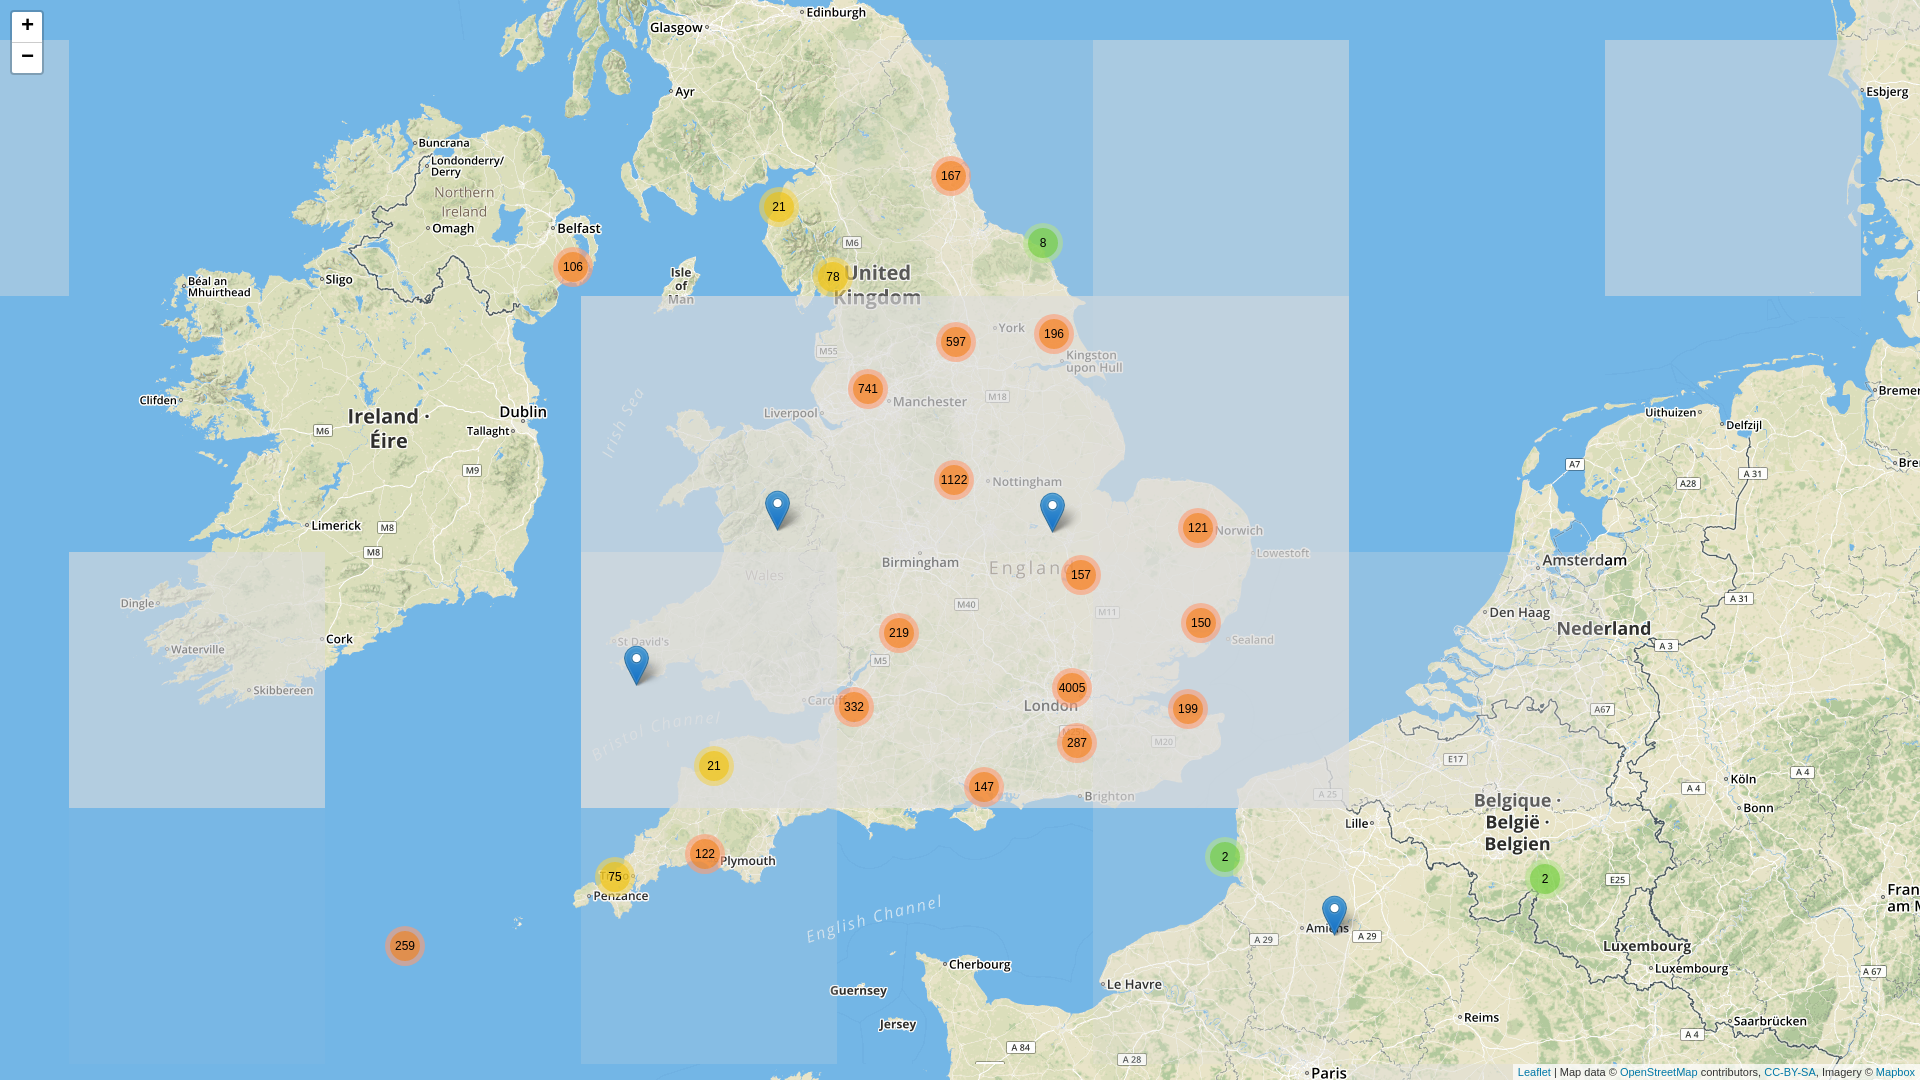 +
−
Glasgow
Edinburgh
Ayr
Esbjerg
Buncrana
Londonderry/
Derry
Northern
Ireland
Omagh
Belfast
167
21
8
M6
106
78
United
Kingdom
Isle
of
Man
Sligo
Béal an
Mhuirthead
York
196
597
M55
Kingston
upon Hull
741
Manchester
M18
Liverpool
Irish Sea
Clifden
Dublin
Ireland ·
Éire
M6
Tallaght
M9
Bremer
Uithuizen
Delfzijl
A7
A 31
A28
Bre
1122
Nottingham
Limerick
M8
M8
121
Norwich
Lowestoft
Birmingham
Englan
157
Wales
Amsterdam
Dingle
M40
M11
Den Haag
A 31
Nederland
A 3
Cork
Waterville
Skibbereen
St David's
219
150
Sealand
M5
4005
London
199
Cardiff
332
A67
287
M20
Bristol Channel
E17
21
147
Brighton
A 25
Köln
A 4
A 4
Bonn
Belgique ·
België ·
Belgien
Lille
122
Plymouth
75
Penzance
2
2
E25
Fran
am M
English Channel
259
Amiens
A 29
A 29
Luxembourg
Luxembourg
A 67
Cherbourg
Le Havre
Guernsey
Jersey
Reims
Saarbrücken
A 4
A 84
A 28
Paris
Leaflet | Map data © OpenStreetMap contributors, CC-BY-SA, Imagery © Mapbox